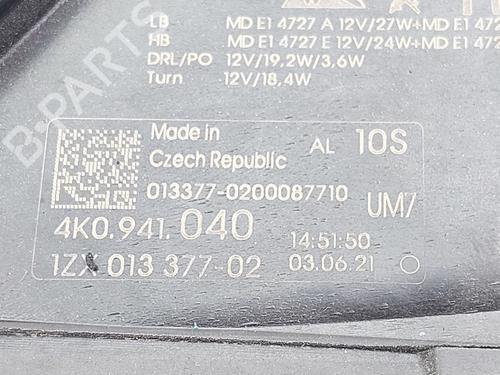 LB MD E1 4727 A 12V/27W+MD E1 472
HB MD E1 4727 E 12V/24W+MD E1 472
DRL/PO 12V/19,2W/3,6W
Turn 12V/18,4W
B-PARTS
Made in AL 10S
Czech Republic
013377-0200087710
UM7
4K0.941.040 14:51:50
1ZX 013 377-02 03.06.21